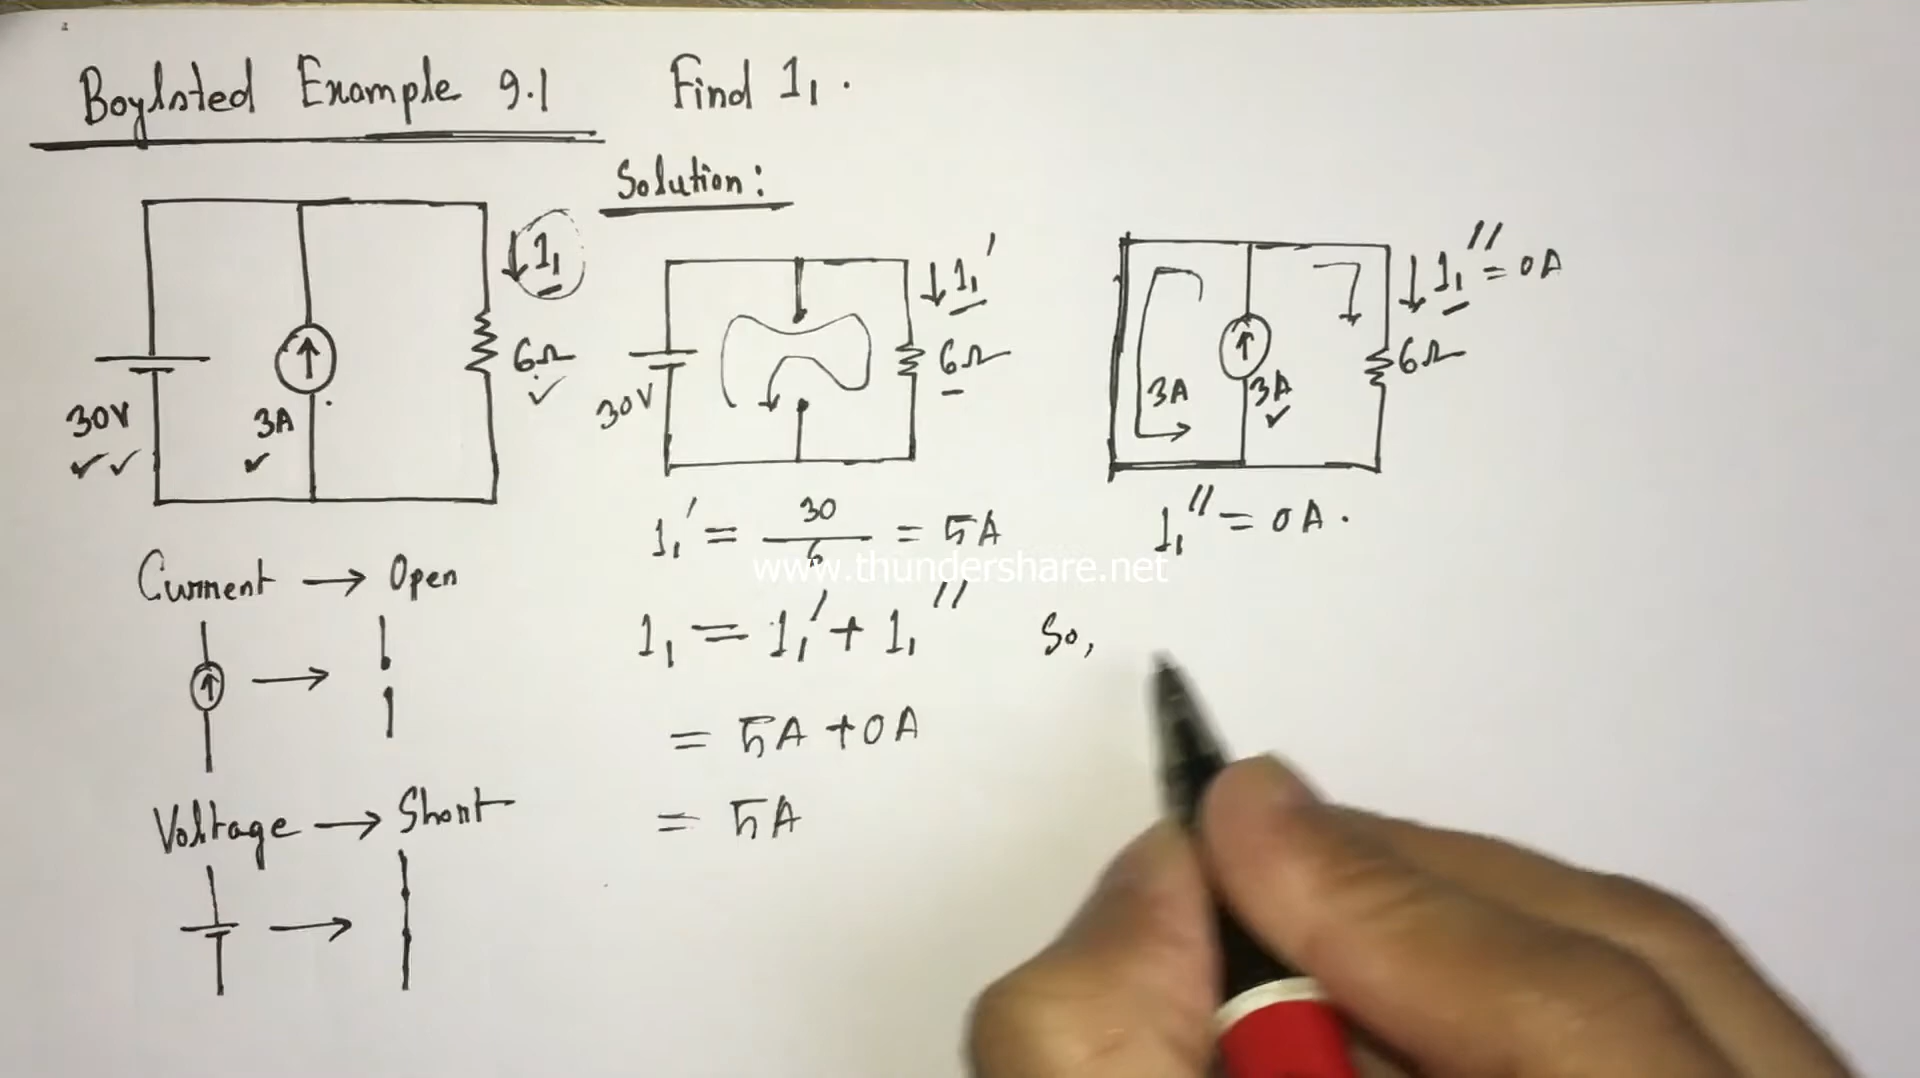 Boylsted Example 9.1 Find I₁.
Solution:
I₁
6Ω
30V
3A
I₁'
6Ω
30V
I₁'' = 0A
6Ω
3A
3A
I₁' = 30/6 = 5A
I₁'' = 0A.
www.thundershare.net
Current → Open
I₁ = I₁' + I₁'' So,
= 5A + 0A
Voltage → Short
= 5A